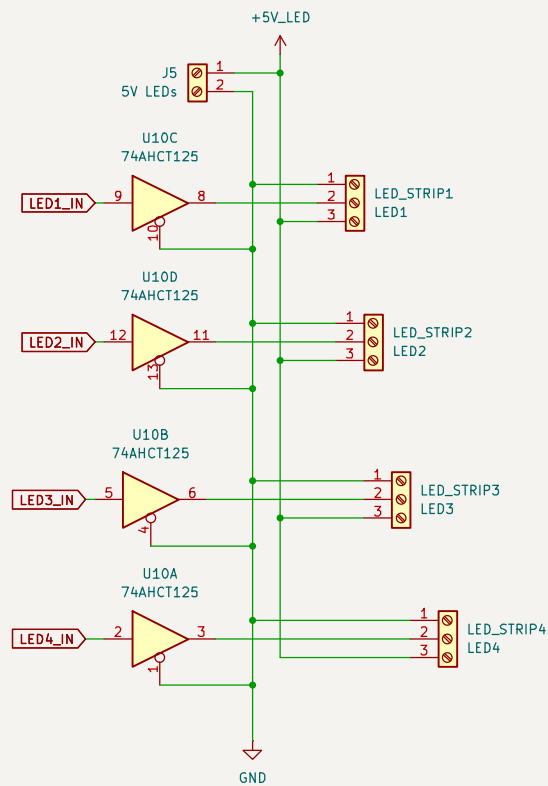 +5V_LED
J5
5V LEDs
1
2
U10C
74AHCT125
LED1_IN
9
8
10
1
2
3
LED_STRIP1
LED1
U10D
74AHCT125
LED2_IN
12
11
13
1
2
3
LED_STRIP2
LED2
U10B
74AHCT125
LED3_IN
5
6
4
1
2
3
LED_STRIP3
LED3
U10A
74AHCT125
LED4_IN
2
3
1
1
2
3
LED_STRIP4
LED4
GND